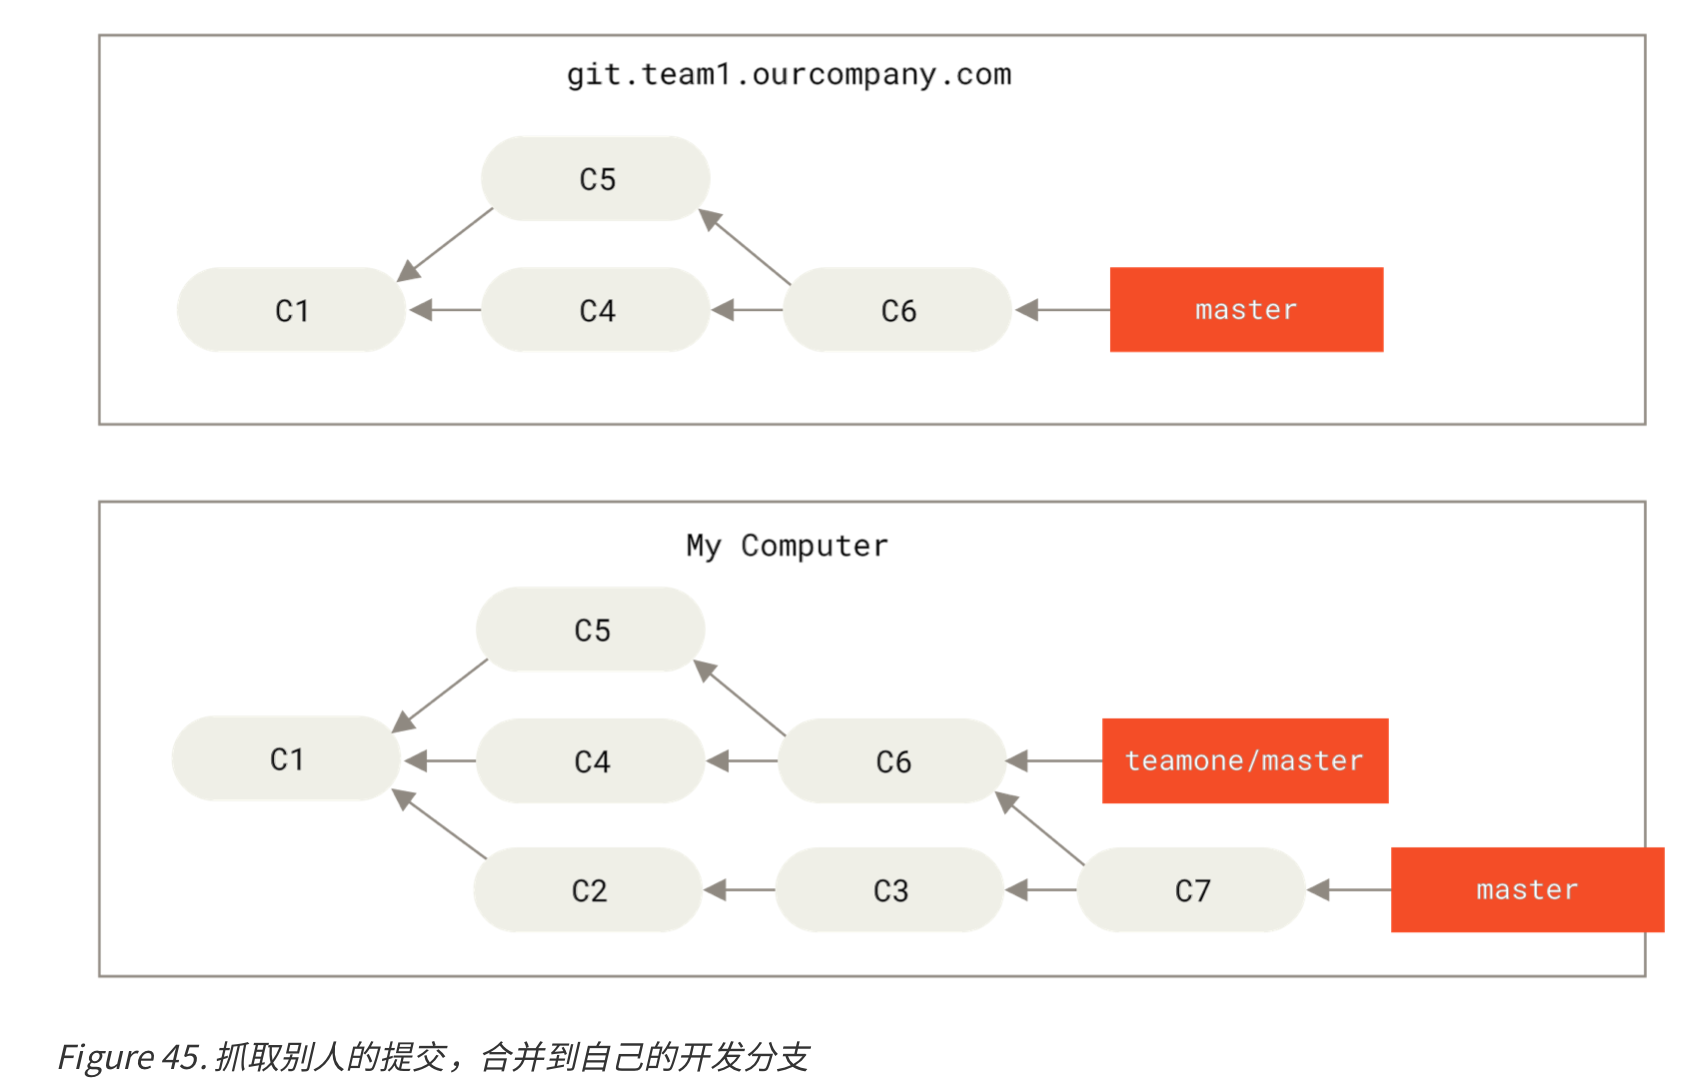 git.team1.ourcompany.com
C5
C1
C4
C6
master
My Computer
C5
C1
C4
C6
teamone/master
C2
C3
C7
master
Figure 45. 抓取别人的提交，合并到自己的开发分支